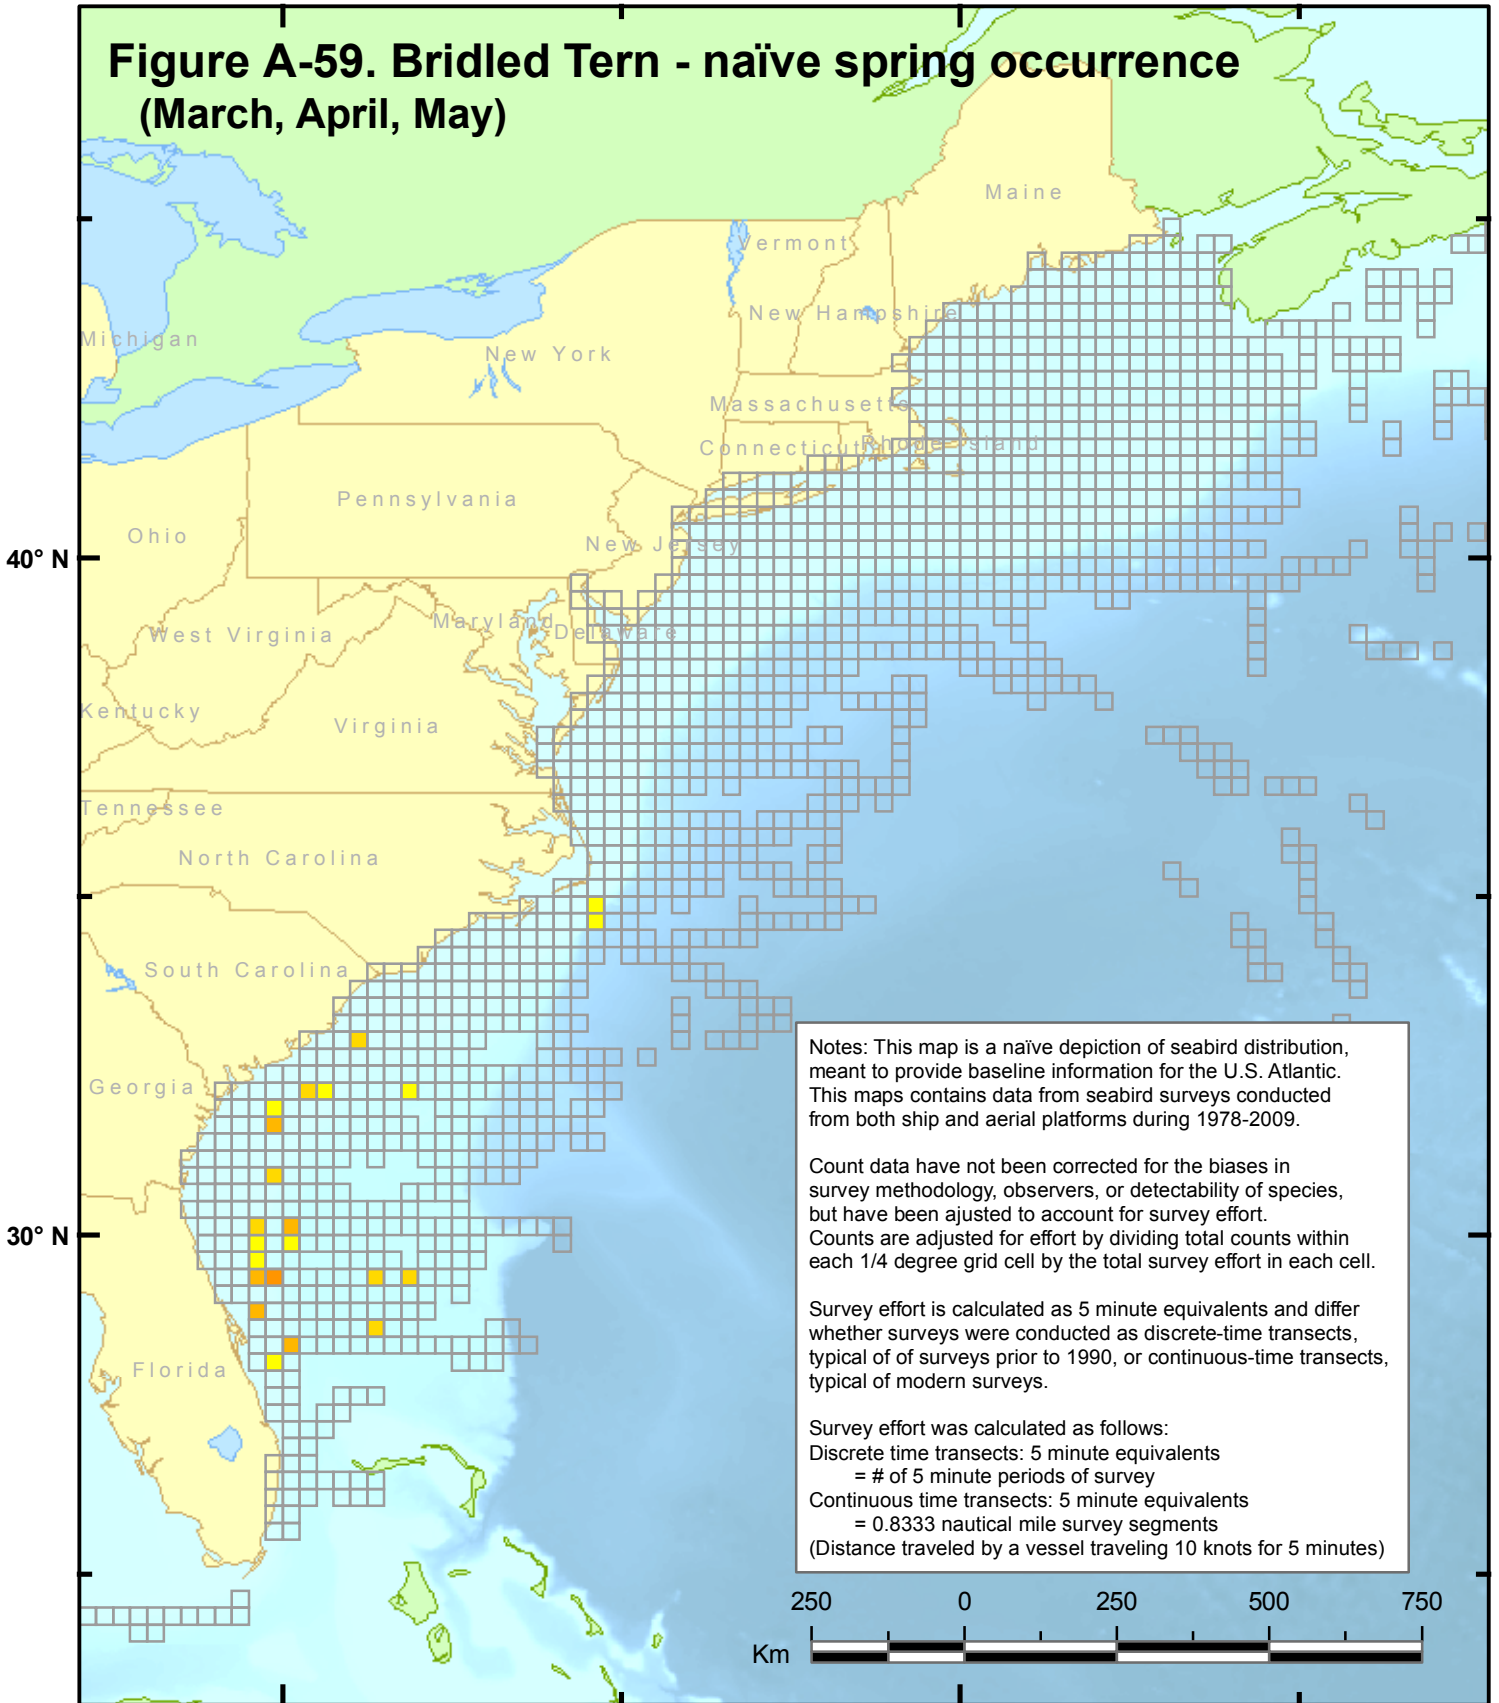 Figure A-59. Bridled Tern - naïve spring occurrence
(March, April, May)
Maine
Vermont
New Hampshire
Michigan
New York
Massachusetts
Connecticut
Rhode Island
Pennsylvania
Ohio
New Jersey
40° N
Maryland
Delaware
West Virginia
Kentucky
Virginia
Tennessee
North Carolina
South Carolina
Georgia
30° N
Florida
Notes: This map is a naïve depiction of seabird distribution,
meant to provide baseline information for the U.S. Atlantic.
This maps contains data from seabird surveys conducted
from both ship and aerial platforms during 1978-2009.
Count data have not been corrected for the biases in
survey methodology, observers, or detectability of species,
but have been ajusted to account for survey effort.
Counts are adjusted for effort by dividing total counts within
each 1/4 degree grid cell by the total survey effort in each cell.
Survey effort is calculated as 5 minute equivalents and differ
whether surveys were conducted as discrete-time transects,
typical of of surveys prior to 1990, or continuous-time transects,
typical of modern surveys.
Survey effort was calculated as follows:
Discrete time transects: 5 minute equivalents
= # of 5 minute periods of survey
Continuous time transects: 5 minute equivalents
= 0.8333 nautical mile survey segments
(Distance traveled by a vessel traveling 10 knots for 5 minutes)
250 0 250 500 750
Km